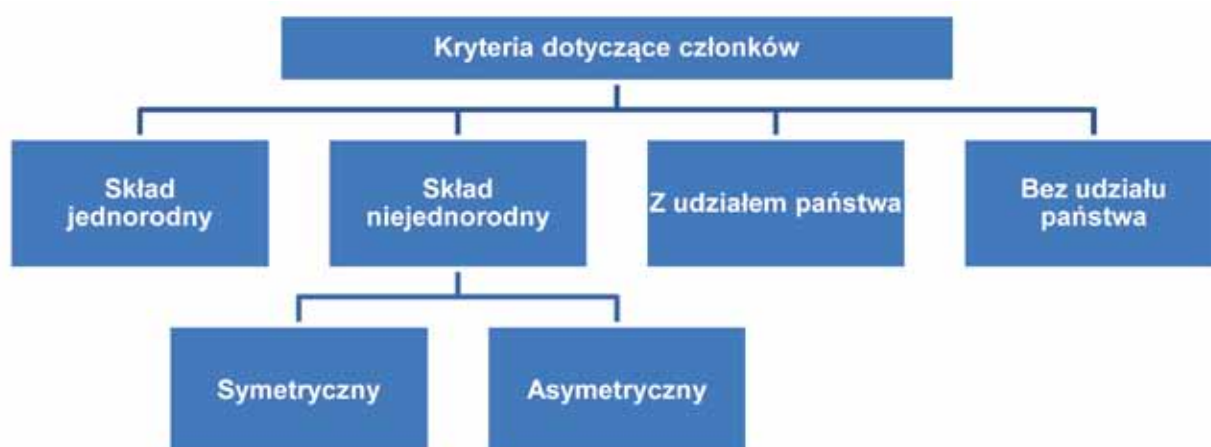 Kryteria dotyczące członków
Skład
jednorodny
Skład
niejednorodny
Z udziałem państwa
Bez udziału
państwa
Symetryczny
Asymetryczny